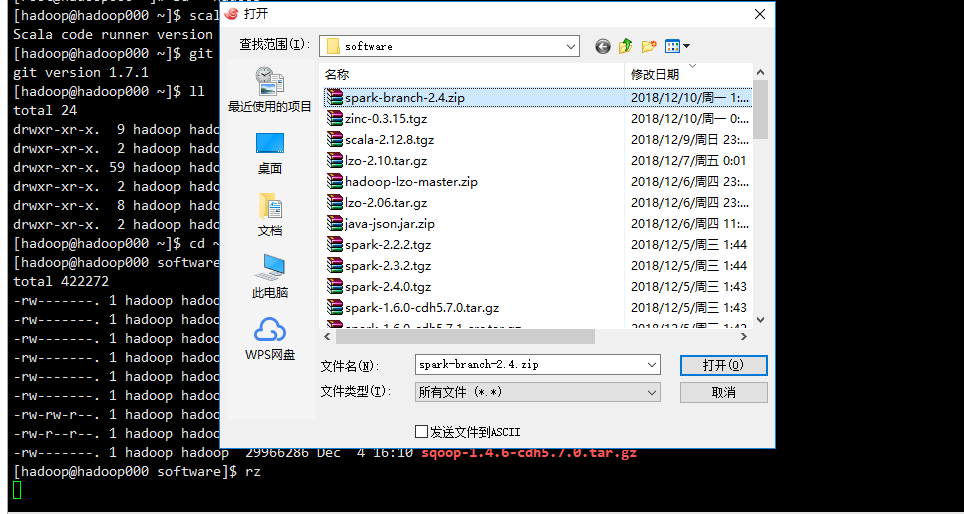 [hadoop@hadoop000 ~]$ scal
Scala code runner version
[hadoop@hadoop000 ~]$ git
git version 1.7.1
[hadoop@hadoop000 ~]$ ll
total 24
drwxr-xr-x.  9 hadoop hado
drwxr-xr-x.  2 hadoop hado
drwxr-xr-x. 59 hadoop hado
drwxr-xr-x.  2 hadoop hado
drwxr-xr-x.  8 hadoop hado
drwxr-xr-x.  2 hadoop hado
[hadoop@hadoop000 ~]$ cd ~
[hadoop@hadoop000 software
total 422272
-rw-------. 1 hadoop hadoo
-rw-------. 1 hadoop hadoo
-rw-------. 1 hadoop hadoo
-rw-------. 1 hadoop hadoo
-rw-------. 1 hadoop hadoo
-rw-------. 1 hadoop hadoo
-rw-rw-r--. 1 hadoop hadoo
-rw-r--r--. 1 hadoop hadoo
-rw-------. 1 hadoop hadoop  29966286 Dec  4 16:10 sqoop-1.4.6-cdh5.7.0.tar.gz
[hadoop@hadoop000 software]$ rz
打开
查找范围(I):
software
最近使用的项目
桌面
文档
此电脑
WPS网盘
名称 修改日期
spark-branch-2.4.zip 2018/12/10/周一 1:...
zinc-0.3.15.tgz 2018/12/10/周一 0:...
scala-2.12.8.tgz 2018/12/9/周日 23:...
lzo-2.10.tar.gz 2018/12/7/周五 0:01
hadoop-lzo-master.zip 2018/12/6/周四 23:...
lzo-2.06.tar.gz 2018/12/6/周四 23:...
java-json.jar.zip 2018/12/6/周四 11:...
spark-2.2.2.tgz 2018/12/5/周三 1:44
spark-2.3.2.tgz 2018/12/5/周三 1:44
spark-2.4.0.tgz 2018/12/5/周三 1:43
spark-1.6.0-cdh5.7.0.tar.gz 2018/12/5/周三 1:43
文件名(N): spark-branch-2.4.zip 打开(O)
文件类型(T): 所有文件 (*.*) 取消
发送文件到ASCII